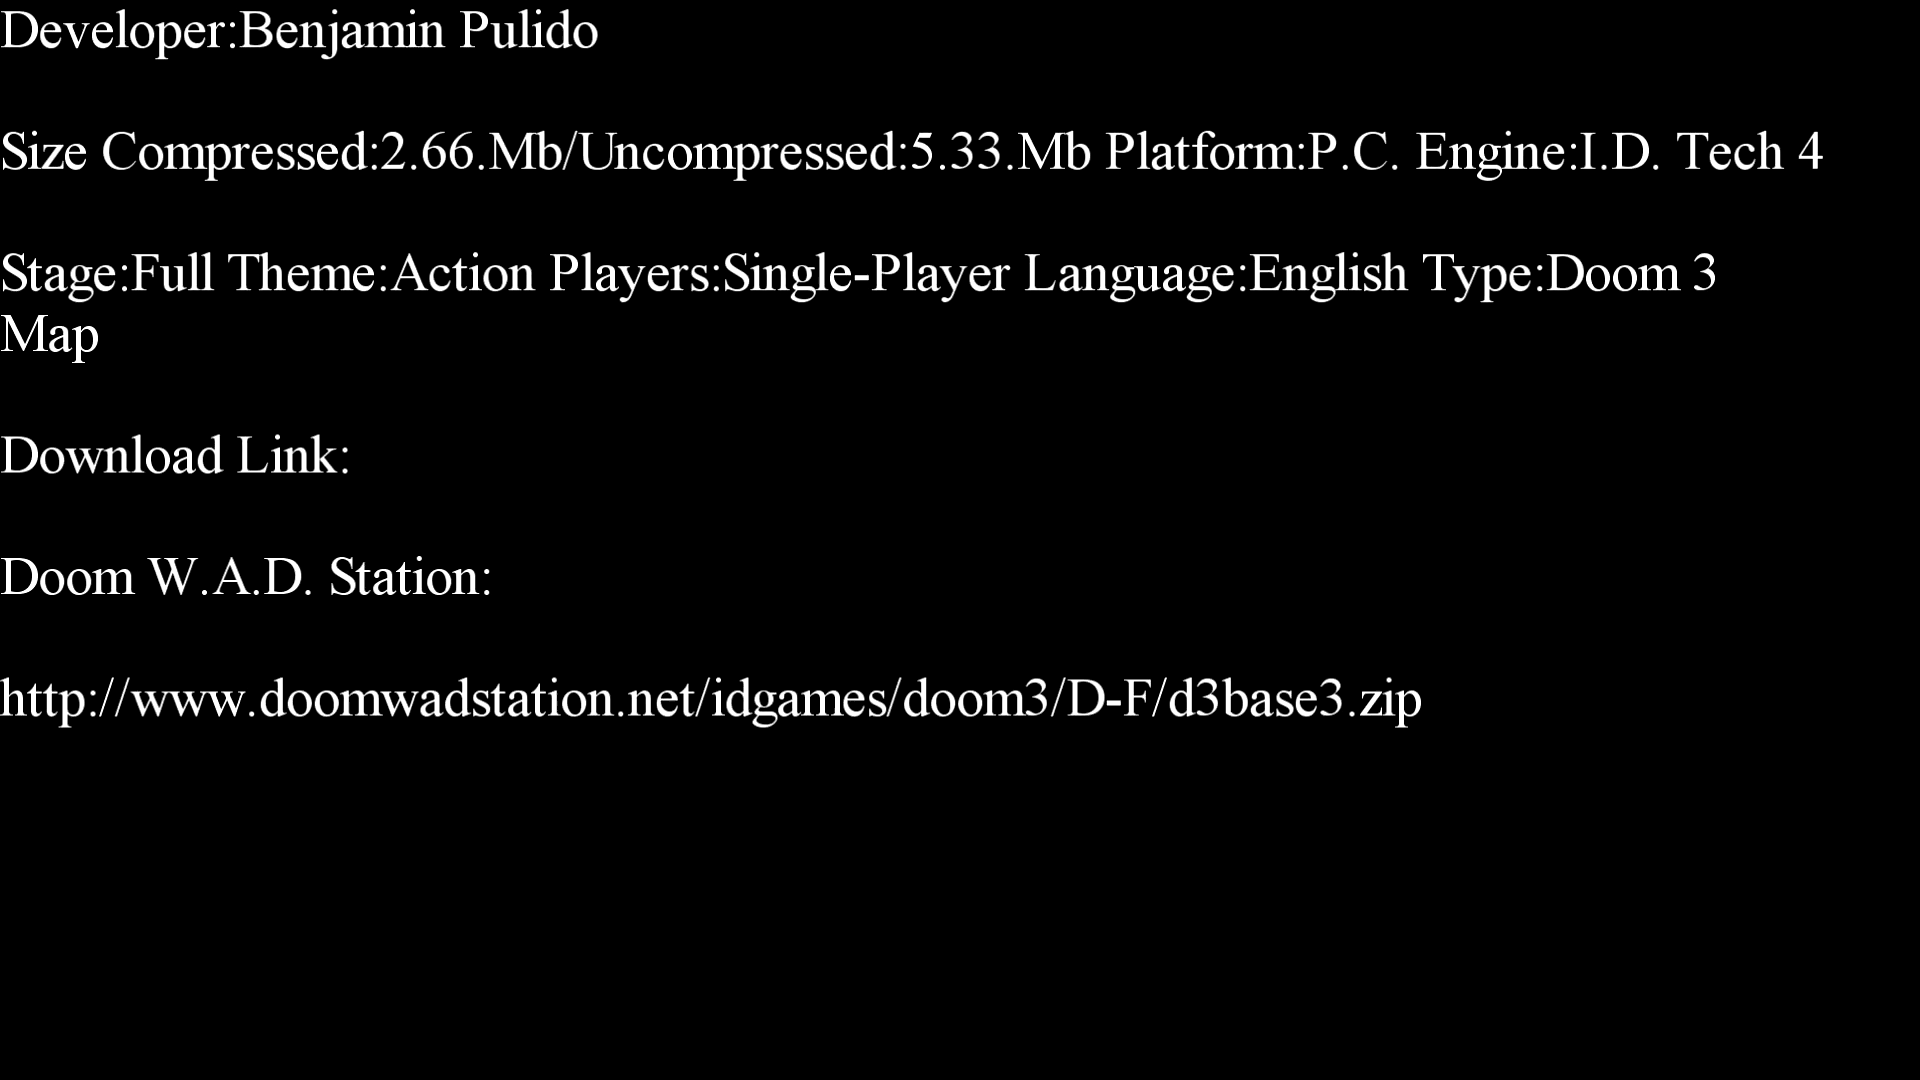 Developer:Benjamin Pulido
Size Compressed:2.66.Mb/Uncompressed:5.33.Mb Platform:P.C. Engine:I.D. Tech 4
Stage:Full Theme:Action Players:Single-Player Language:English Type:Doom 3
Map
Download Link:
Doom W.A.D. Station:
http://www.doomwadstation.net/idgames/doom3/D-F/d3base3.zip